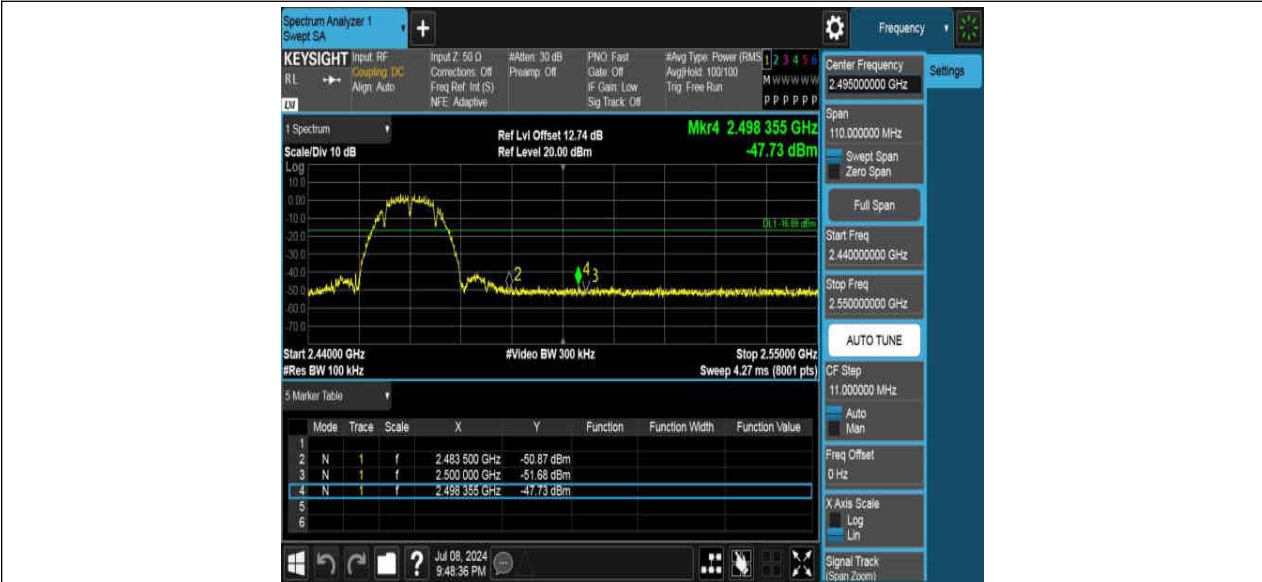 Spectrum Analyzer 1
Swept SA
+
Frequency
KEYSIGHT
RL
LXI
Input: RF
Coupling: DC
Align: Auto
Input Z: 50 Ω
Corrections: Off
Freq Ref: Int (S)
NFE: Adaptive
#Atten: 30 dB
Preamp: Off
PNO: Fast
Gate: Off
IF Gain: Low
Sig Track: Off
#Avg Type: Power (RMS
Avg|Hold: 100/100
Trig: Free Run
1 2 3 4 5 6
M W W W W W
P P P P P P
1 Spectrum
Scale/Div 10 dB
Ref Lvl Offset 12.74 dB
Ref Level 20.00 dBm
Mkr4 2.498 355 GHz
-47.73 dBm
Log
10.0
0.00
-10.0
-20.0
-30.0
-40.0
-50.0
-60.0
-70.0
DL1 -16.89 dBm
2
4
3
Start 2.44000 GHz
#Res BW 100 kHz
#Video BW 300 kHz
Stop 2.55000 GHz
Sweep 4.27 ms (8001 pts)
5 Marker Table
Mode Trace Scale X Y Function Function Width Function Value
1
2 N 1 f 2.483 500 GHz -50.87 dBm
3 N 1 f 2.500 000 GHz -51.68 dBm
4 N 1 f 2.498 355 GHz -47.73 dBm
5
6
?
Jul 08, 2024
9:48:36 PM
Center Frequency
2.495000000 GHz
Settings
Span
110.000000 MHz
Swept Span
Zero Span
Full Span
Start Freq
2.440000000 GHz
Stop Freq
2.550000000 GHz
AUTO TUNE
CF Step
11.000000 MHz
Auto
Man
Freq Offset
0 Hz
X Axis Scale
Log
Lin
Signal Track
(Span Zoom)